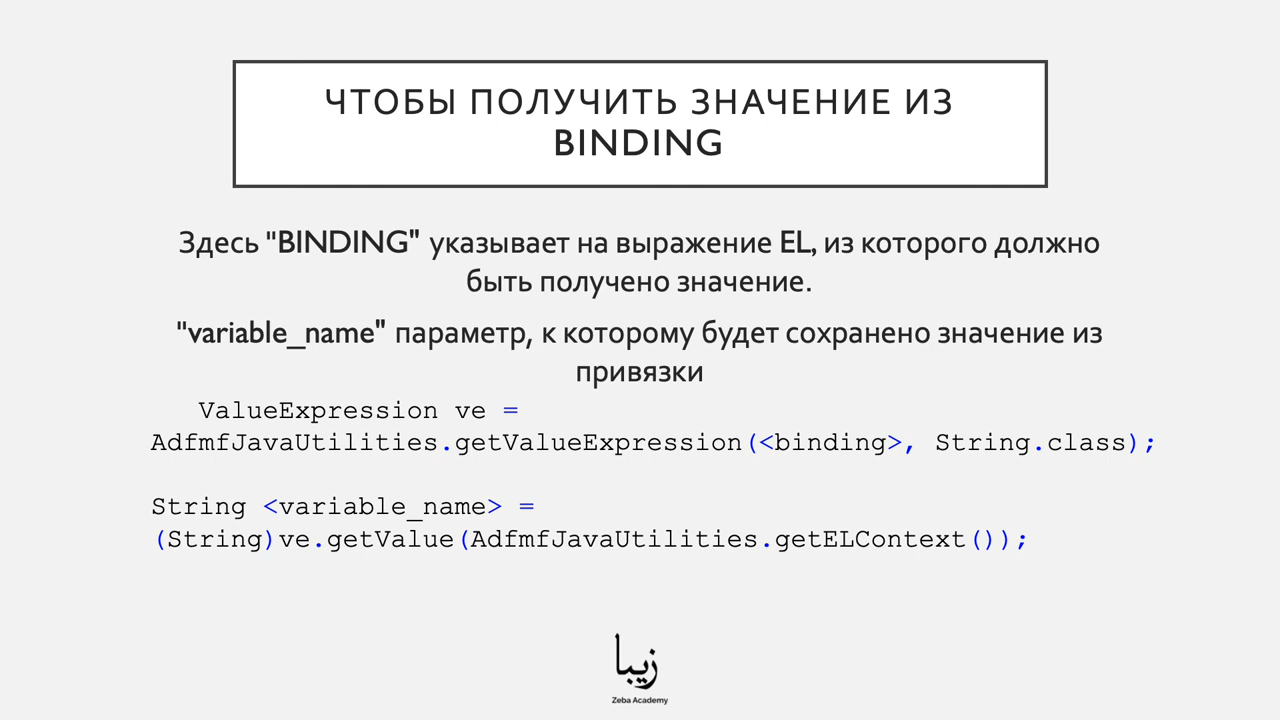 ЧТОБЫ ПОЛУЧИТЬ ЗНАЧЕНИЕ ИЗ
BINDING
Здесь "BINDING" указывает на выражение EL, из которого должно
быть получено значение.
"variable_name" параметр, к которому будет сохранено значение из
привязки
ValueExpression ve =
AdfmfJavaUtilities.getValueExpression(<binding>, String.class);
String <variable_name> =
(String)ve.getValue(AdfmfJavaUtilities.getELContext());
زيبا
Zeba Academy